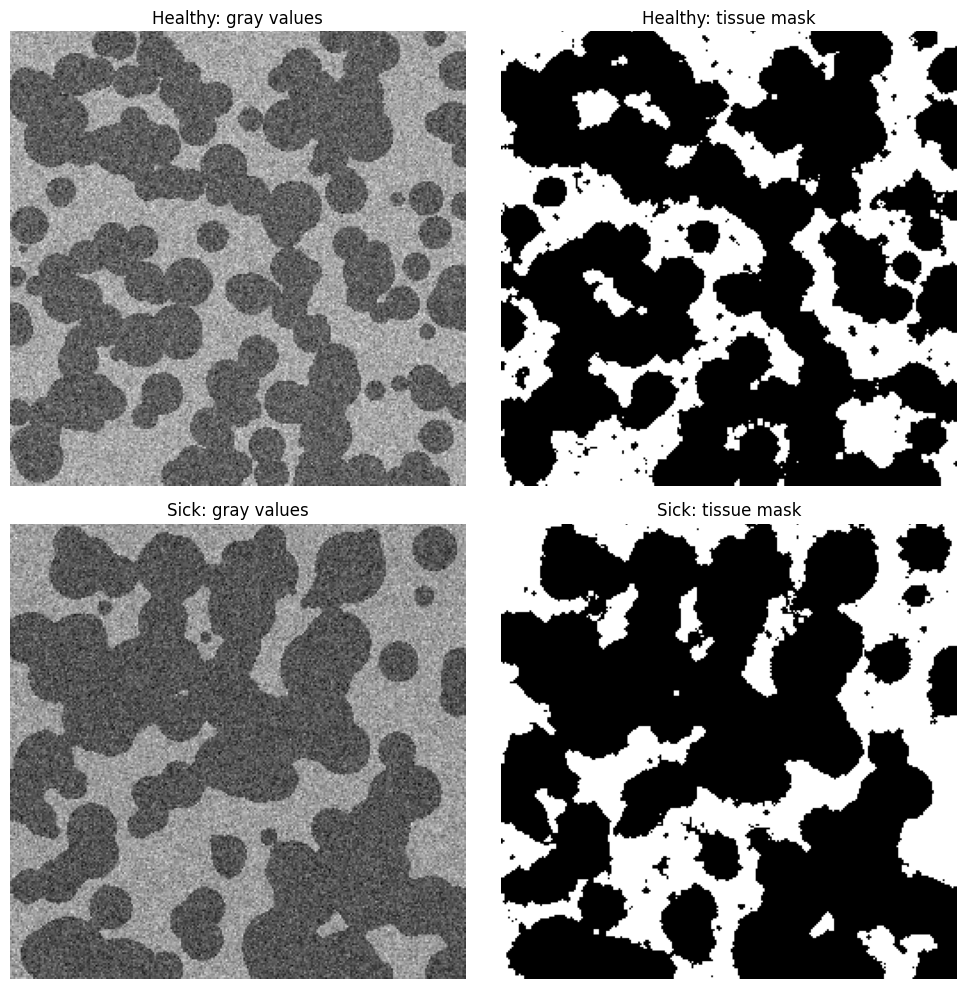 Healthy: gray values
Healthy: tissue mask
Sick: gray values
Sick: tissue mask